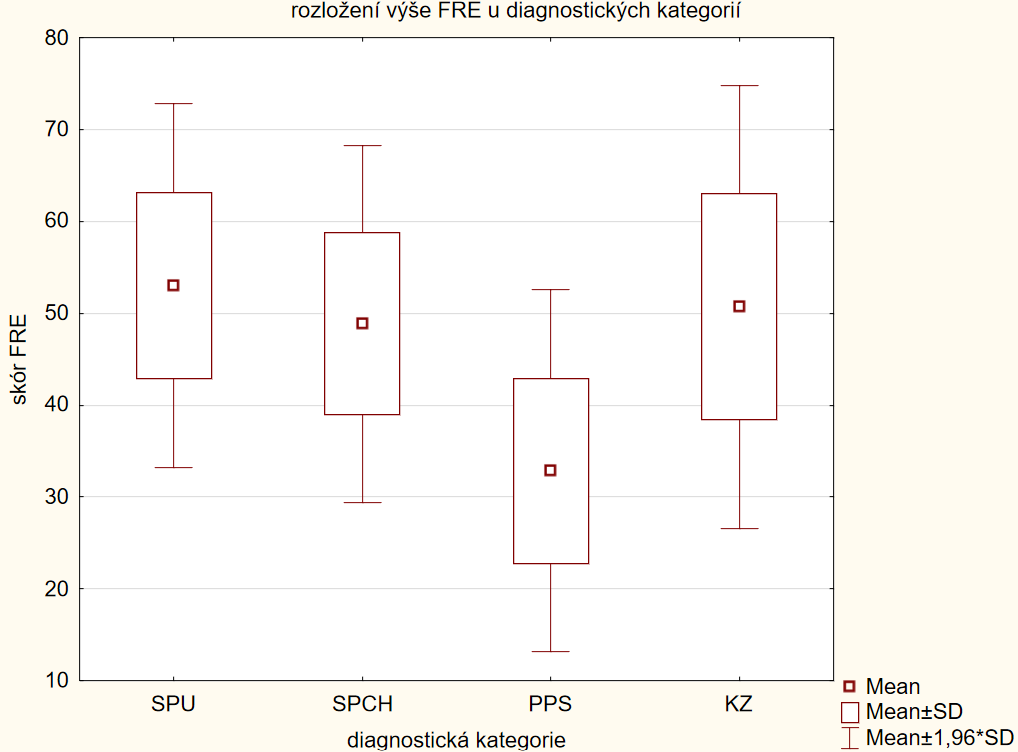 rozložení výše FRE u diagnostických kategorií
80
70
60
50
40
30
20
10
skór FRE
SPU
SPCH
PPS
KZ
diagnostická kategorie
Mean
Mean±SD
Mean±1,96*SD